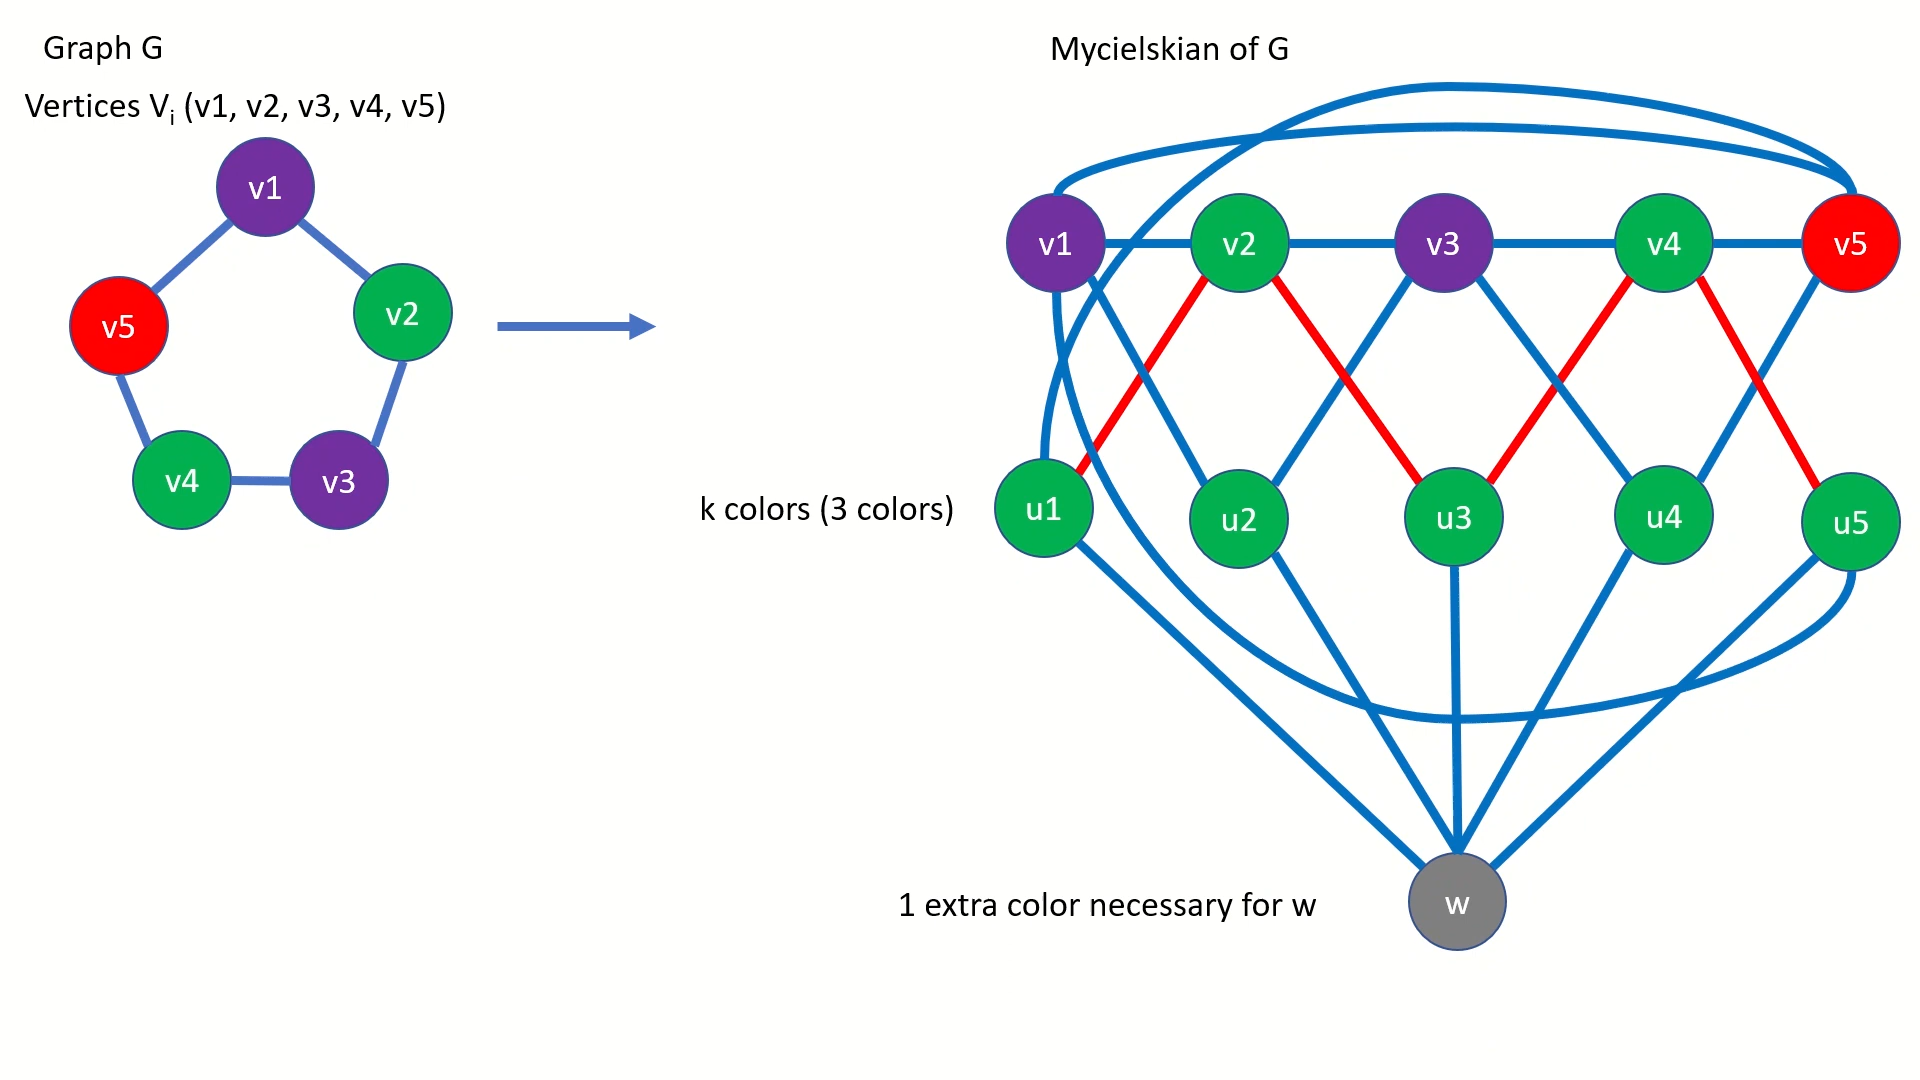 Graph G
Vertices Vi (v1, v2, v3, v4, v5)
v1
v5
v2
v4
v3
Mycielskian of G
v1
v2
v3
v4
v5
k colors (3 colors)
u1
u2
u3
u4
u5
1 extra color necessary for w
w